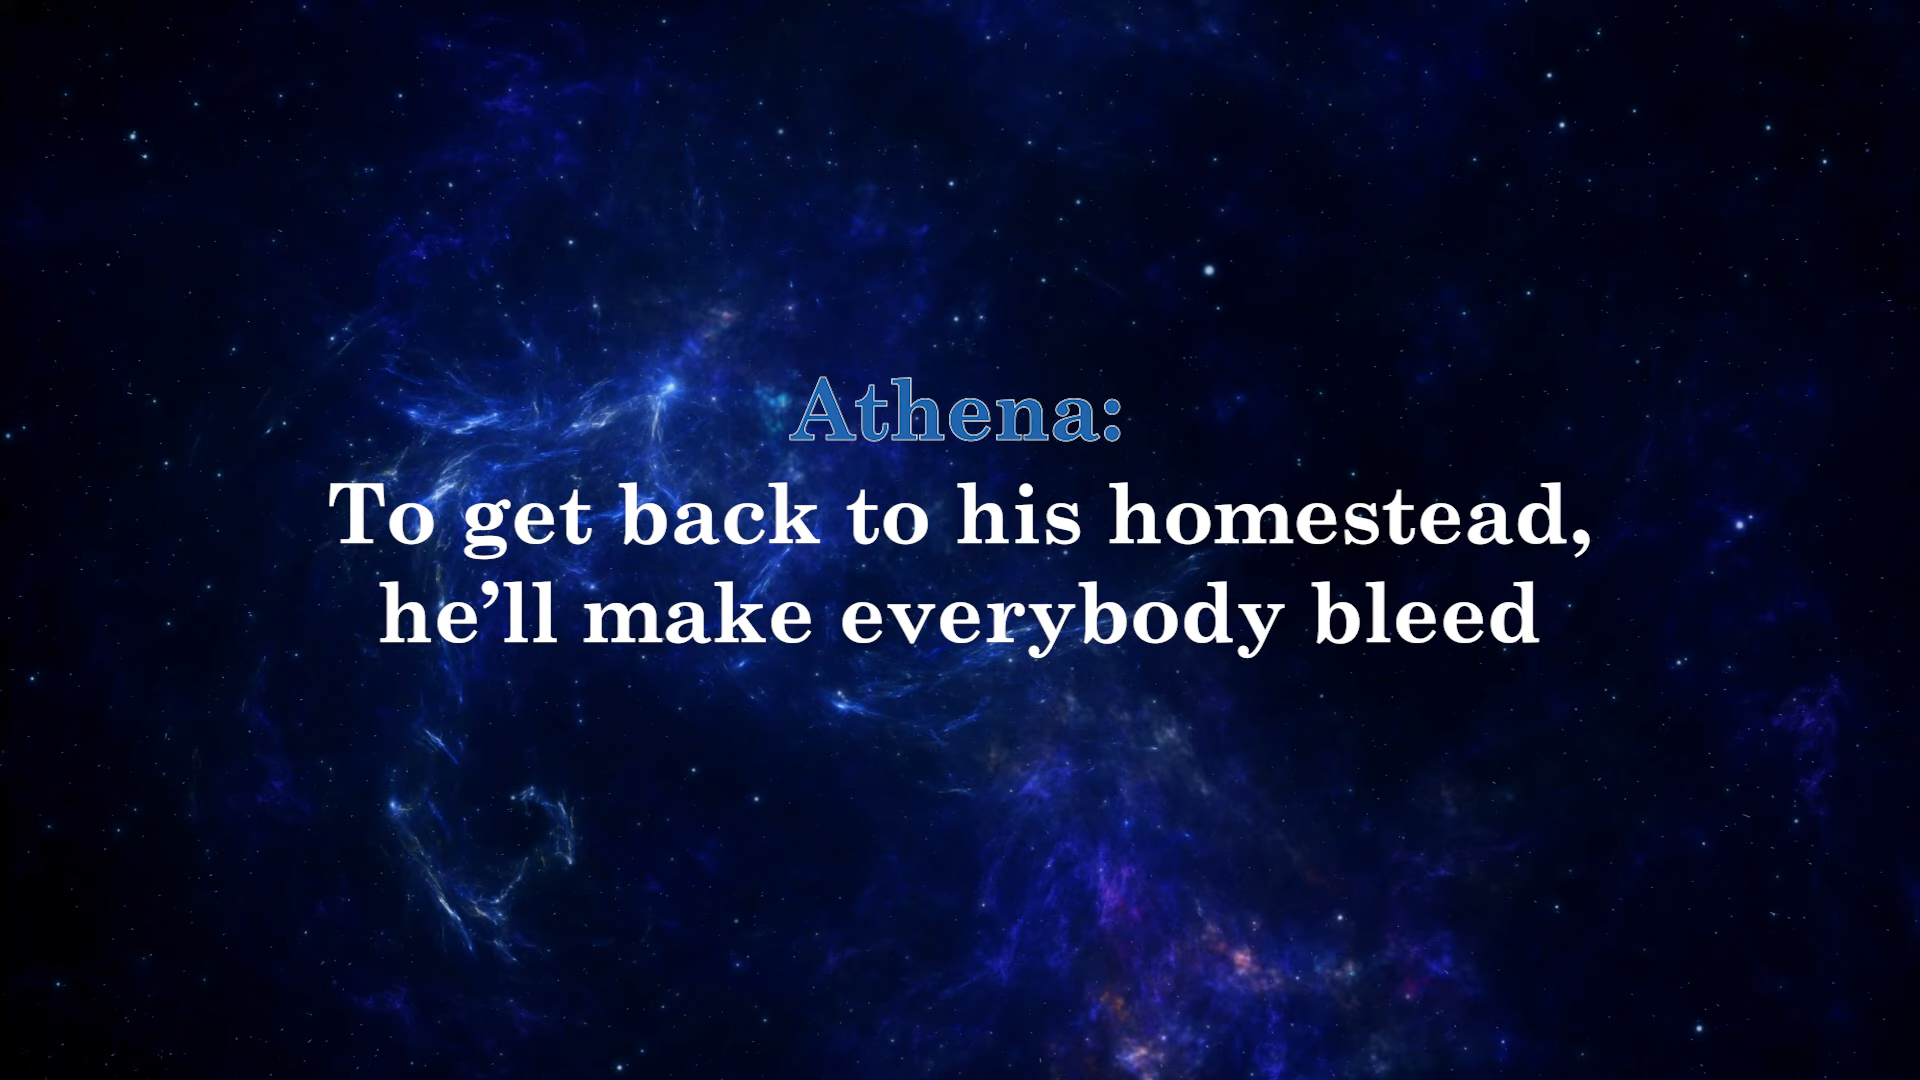 Athena:
To get back to his homestead,
he’ll make everybody bleed